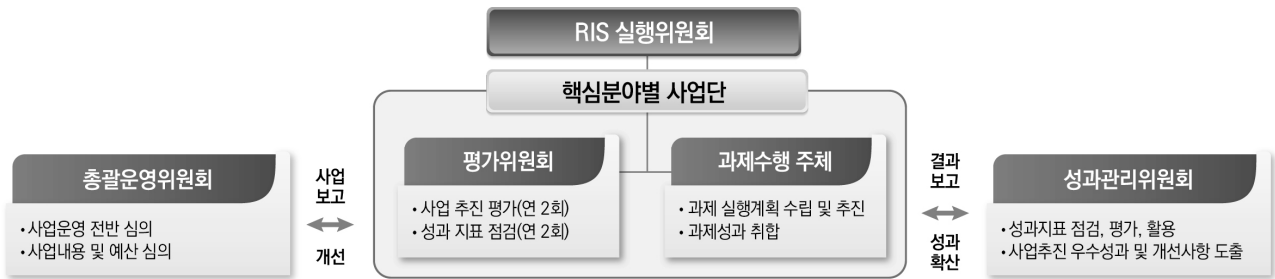 RIS 실행위원회
핵심분야별 사업단
총괄운영위원회
•사업운영 전반 심의
•사업내용 및 예산 심의
사업
보고
개선
평가위원회
•사업 추진 평가(연 2회)
•성과 지표 점검(연 2회)
과제수행 주체
•과제 실행계획 수립 및 추진
•과제성과 취합
결과
보고
성과
확산
성과관리위원회
•성과지표 점검, 평가, 활용
•사업추진 우수성과 및 개선사항 도출